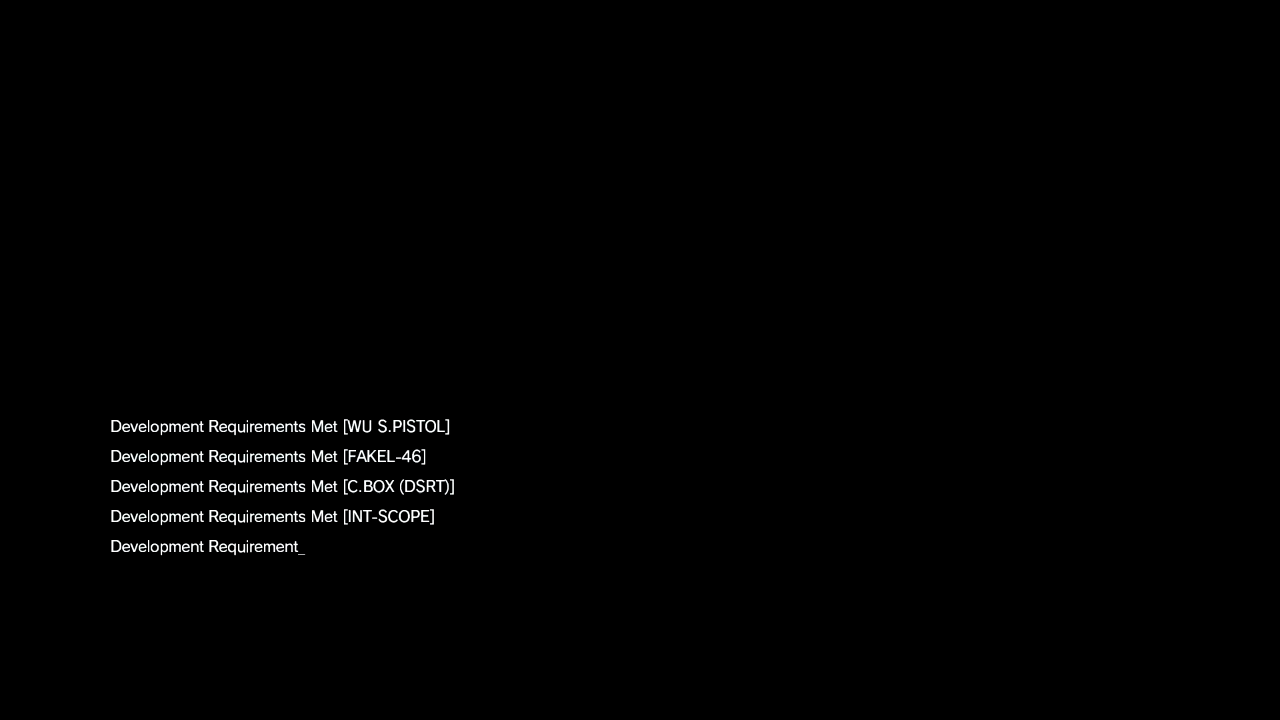 Development Requirements Met [WU S.PISTOL]
Development Requirements Met [FAKEL-46]
Development Requirements Met [C.BOX (DSRT)]
Development Requirements Met [INT-SCOPE]
Development Requirement_